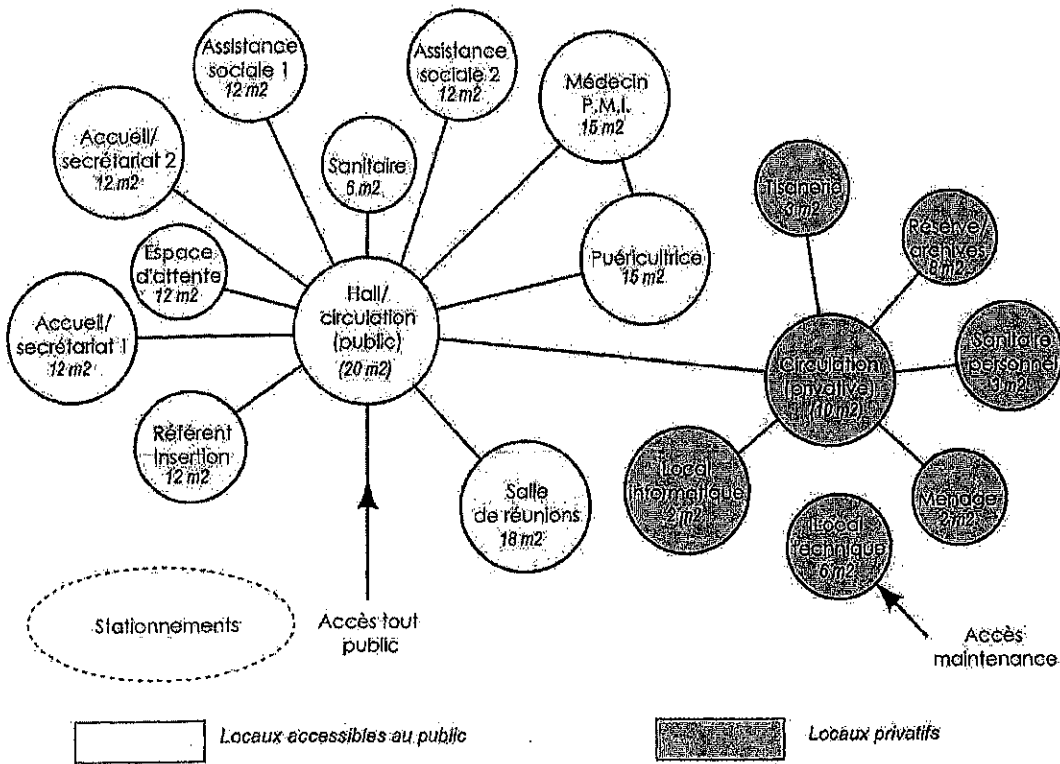 Assistance
sociale 1
12 m2
Assistance
sociale 2
12 m2
Médecin
P.M.I.
15 m2
Accueil/
secrétariat 2
12 m2
Sanitaire
6 m2
Tisanerie
m2
Espace
d'attente
12 m2
Puéricultrice
15 m2
Réserve/
archives
8 m2
Hall/
circulation
(public)
(20 m2)
Accueil/
secrétariat 1
12 m2
Circulation
(privative)
(10 m2)
Sanitaire
personnel
3 m2
Référent
Insertion
12 m2
Salle
de réunions
18 m2
Local
informatique
2 m2
Ménage
2 m2
Local
technique
6 m2
Stationnements
Accès tout
public
Accès
maintenance
Locaux accessibles au public
Locaux privatifs